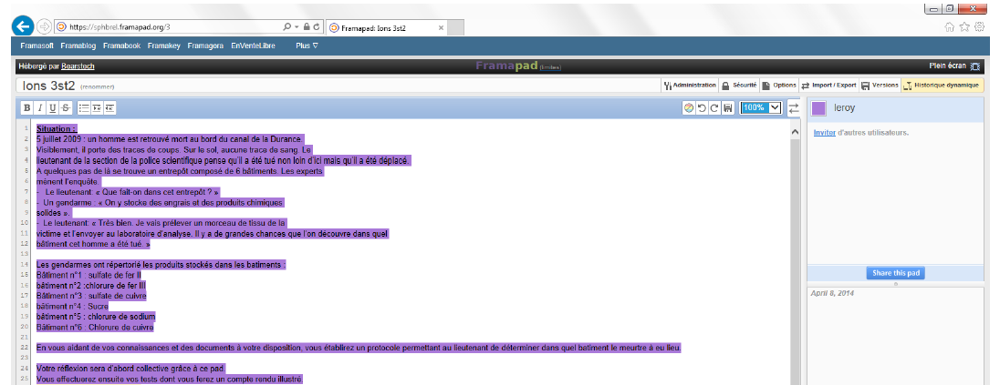 https://sphbrel.framapad.org/3
Framapad: Ions 3st2
Framasoft Framablog Framabook Framakey Framagora EnVenteLibre Plus ▽
Hébergé par Bearstech
Framapad (limites)
Plein écran
Ions 3st2 (renommer)
Administration Sécurité Options Import / Export Versions Historique dynamique
B I U S
100%
leroy
Inviter d'autres utilisateurs.
1 Situation :
2 5 juillet 2009 : un homme est retrouvé mort au bord du canal de la Durance.
3 Visiblement, il porte des traces de coups. Sur le sol, aucune trace de sang. Le
4 lieutenant de la section de la police scientifique pense qu'il a été tué non loin d'ici mais qu'il a été déplacé.
5 A quelques pas de là se trouve un entrepôt composé de 6 bâtiments. Les experts
6 mènent l'enquête.
7 - Le lieutenant: « Que fait-on dans cet entrepôt ? »
8 - Un gendarme : « On y stocke des engrais et des produits chimiques
9 solides ».
10 - Le leutenant: « Très bien. Je vais prélever un morceau de tissu de la
11 victime et l'envoyer au laboratoire d'analyse. Il y a de grandes chances que l'on découvre dans quel
12 bâtiment cet homme a été tué. »
13
14 Les gendarmes ont répertorié les produits stockés dans les batiments :
15 Bâtiment n°1 : sulfate de fer II
16 bâtiment n°2 :chlorure de fer III
17 Bâtiment n°3 : sulfate de cuivre
18 bâtiment n°4 : Sucre
19 bâtiment n°5 : chlorure de sodium
20 Bâtiment n°6 : Chlorure de cuivre
21
22 En vous aidant de vos connaissances et des documents à votre disposition, vous établirez un protocole permettant au lieutenant de déterminer dans quel batiment le meurtre à eu lieu.
23
24 Votre réflexion sera d'abord collective grâce à ce pad
25 Vous effectuerez ensuite vos tests dont vous ferez un compte rendu illustré.
Share this pad
April 8, 2014